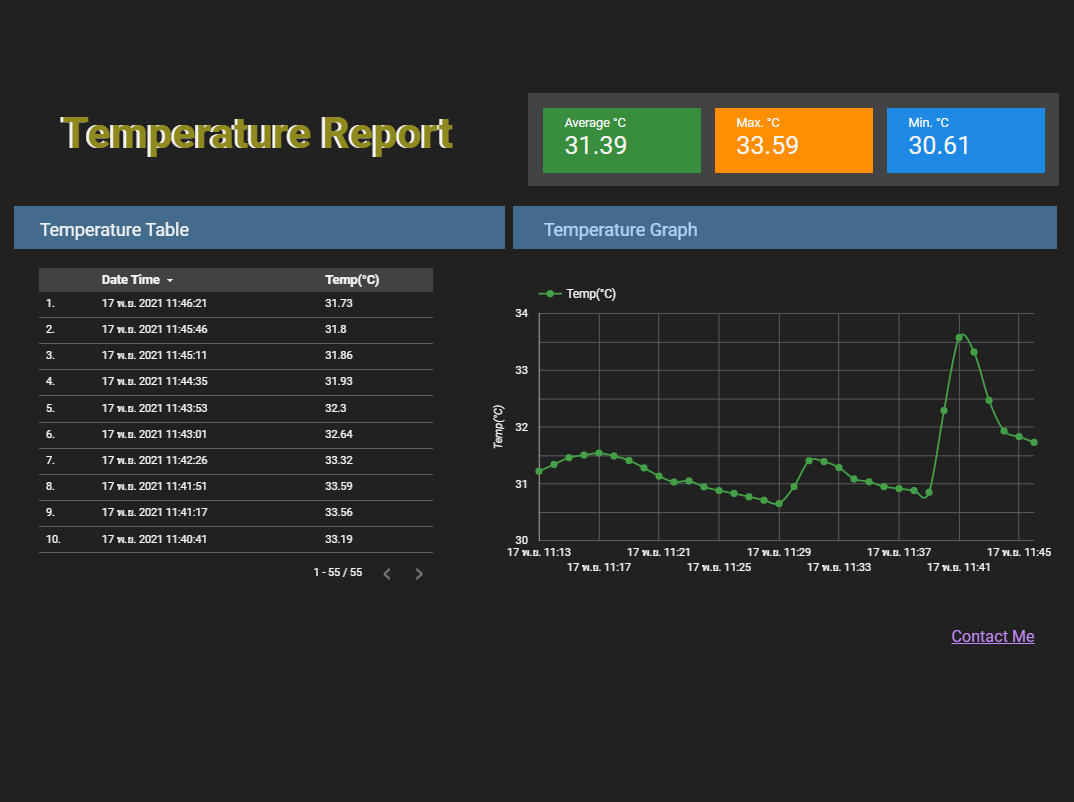 Temperature Report
Average °C
31.39
Max. °C
33.59
Min. °C
30.61
Temperature Table
Date Time Temp(°C)
1. 17 พ.ย. 2021 11:46:21 31.73
2. 17 พ.ย. 2021 11:45:46 31.8
3. 17 พ.ย. 2021 11:45:11 31.86
4. 17 พ.ย. 2021 11:44:35 31.93
5. 17 พ.ย. 2021 11:43:53 32.3
6. 17 พ.ย. 2021 11:43:01 32.64
7. 17 พ.ย. 2021 11:42:26 33.32
8. 17 พ.ย. 2021 11:41:51 33.59
9. 17 พ.ย. 2021 11:41:17 33.56
10. 17 พ.ย. 2021 11:40:41 33.19
1 - 55 / 55
Temperature Graph
Temp(°C)
Temp(°C)
34
33
32
31
30
17 พ.ย. 11:13 17 พ.ย. 11:21 17 พ.ย. 11:29 17 พ.ย. 11:37 17 พ.ย. 11:45
17 พ.ย. 11:17 17 พ.ย. 11:25 17 พ.ย. 11:33 17 พ.ย. 11:41
Contact Me